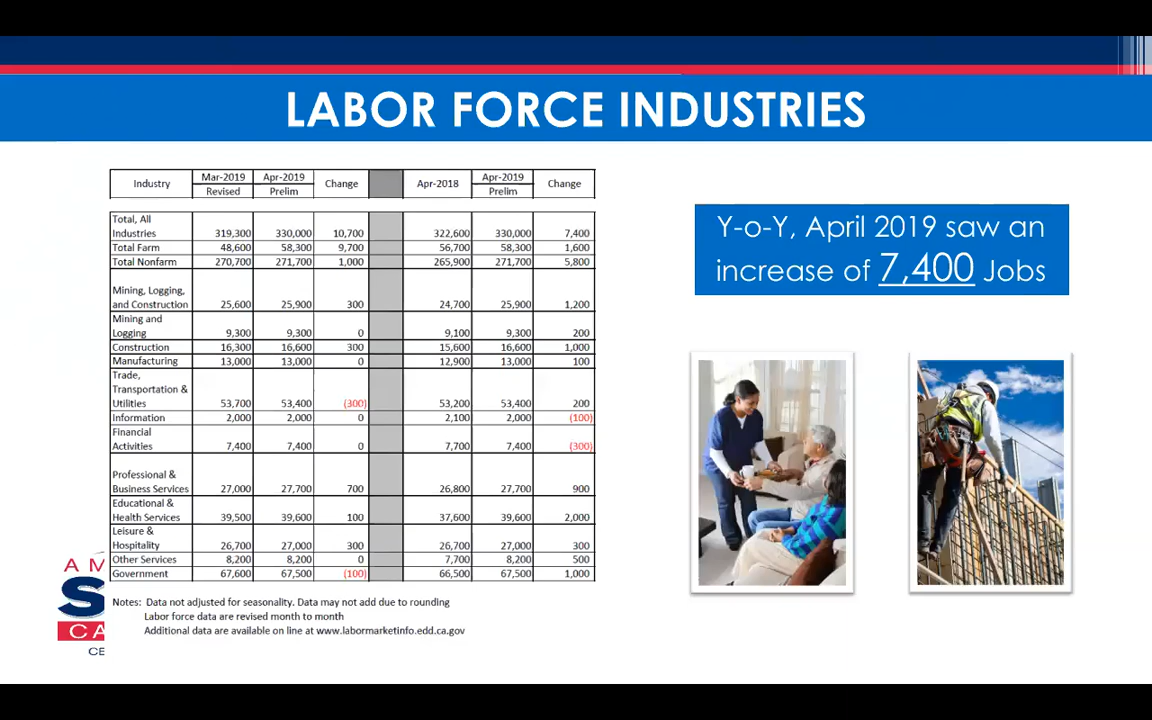 LABOR FORCE INDUSTRIES
Industry Mar-2019 Revised Apr-2019 Prelim Change Apr-2018 Apr-2019 Prelim Change
Total, All Industries 319,300 330,000 10,700 322,600 330,000 7,400
Total Farm 48,600 58,300 9,700 56,700 58,300 1,600
Total Nonfarm 270,700 271,700 1,000 265,900 271,700 5,800
Mining, Logging, and Construction 25,600 25,900 300 24,700 25,900 1,200
Mining and Logging 9,300 9,300 0 9,100 9,300 200
Construction 16,300 16,600 300 15,600 16,600 1,000
Manufacturing 13,000 13,000 0 12,900 13,000 100
Trade, Transportation & Utilities 53,700 53,400 (300) 53,200 53,400 200
Information 2,000 2,000 0 2,100 2,000 (100)
Financial Activities 7,400 7,400 0 7,700 7,400 (300)
Professional & Business Services 27,000 27,700 700 26,800 27,700 900
Educational & Health Services 39,500 39,600 100 37,600 39,600 2,000
Leisure & Hospitality 26,700 27,000 300 26,700 27,000 300
Other Services 8,200 8,200 0 7,700 8,200 500
Government 67,600 67,500 (100) 66,500 67,500 1,000
Notes: Data not adjusted for seasonality. Data may not add due to rounding
Labor force data are revised month to month
Additional data are available on line at www.labormarketinfo.edd.ca.gov
Y-o-Y, April 2019 saw an
increase of 7,400 Jobs
A M
S
CA
CE